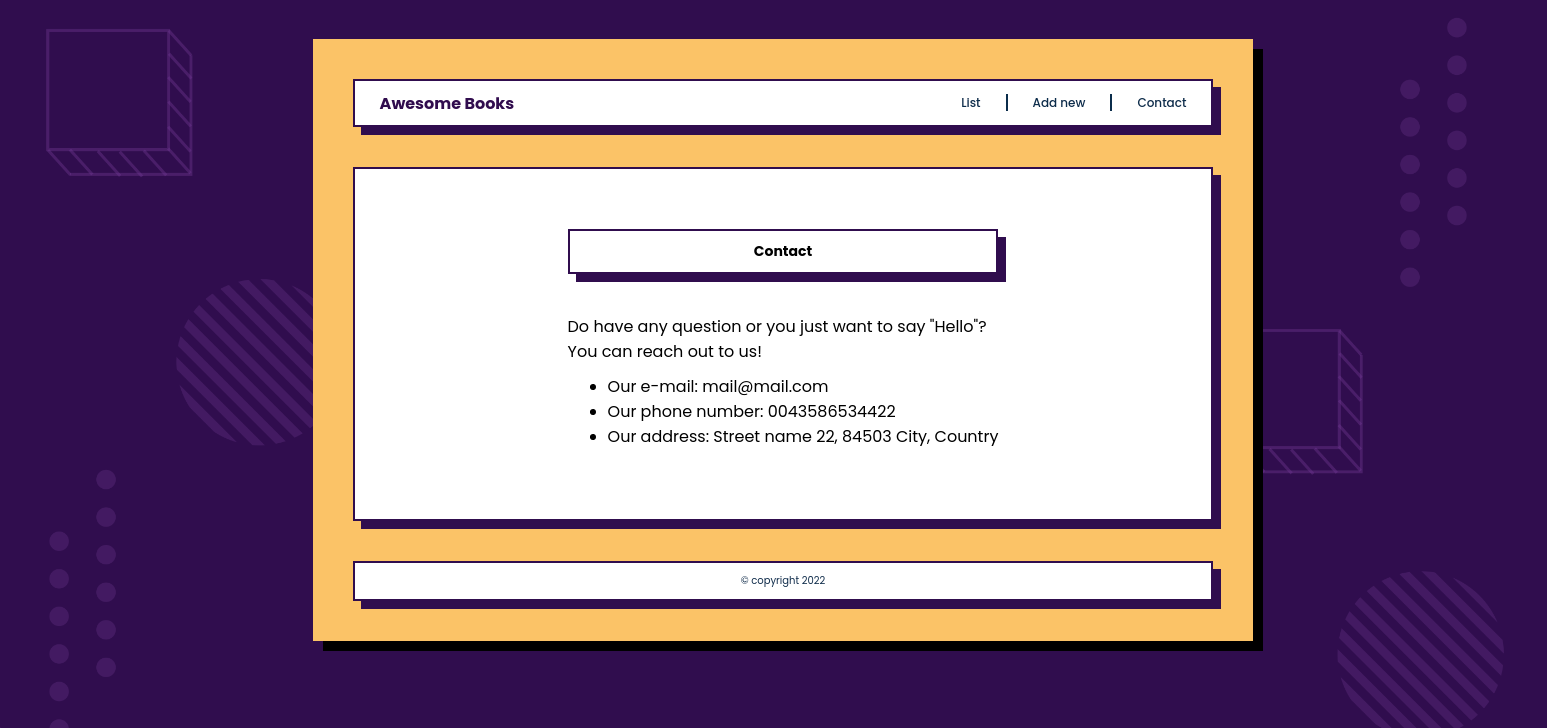 Awesome Books
List
Add new
Contact
Contact
Do have any question or you just want to say "Hello"?
You can reach out to us!
Our e-mail: mail@mail.com
Our phone number: 0043586534422
Our address: Street name 22, 84503 City, Country
© copyright 2022